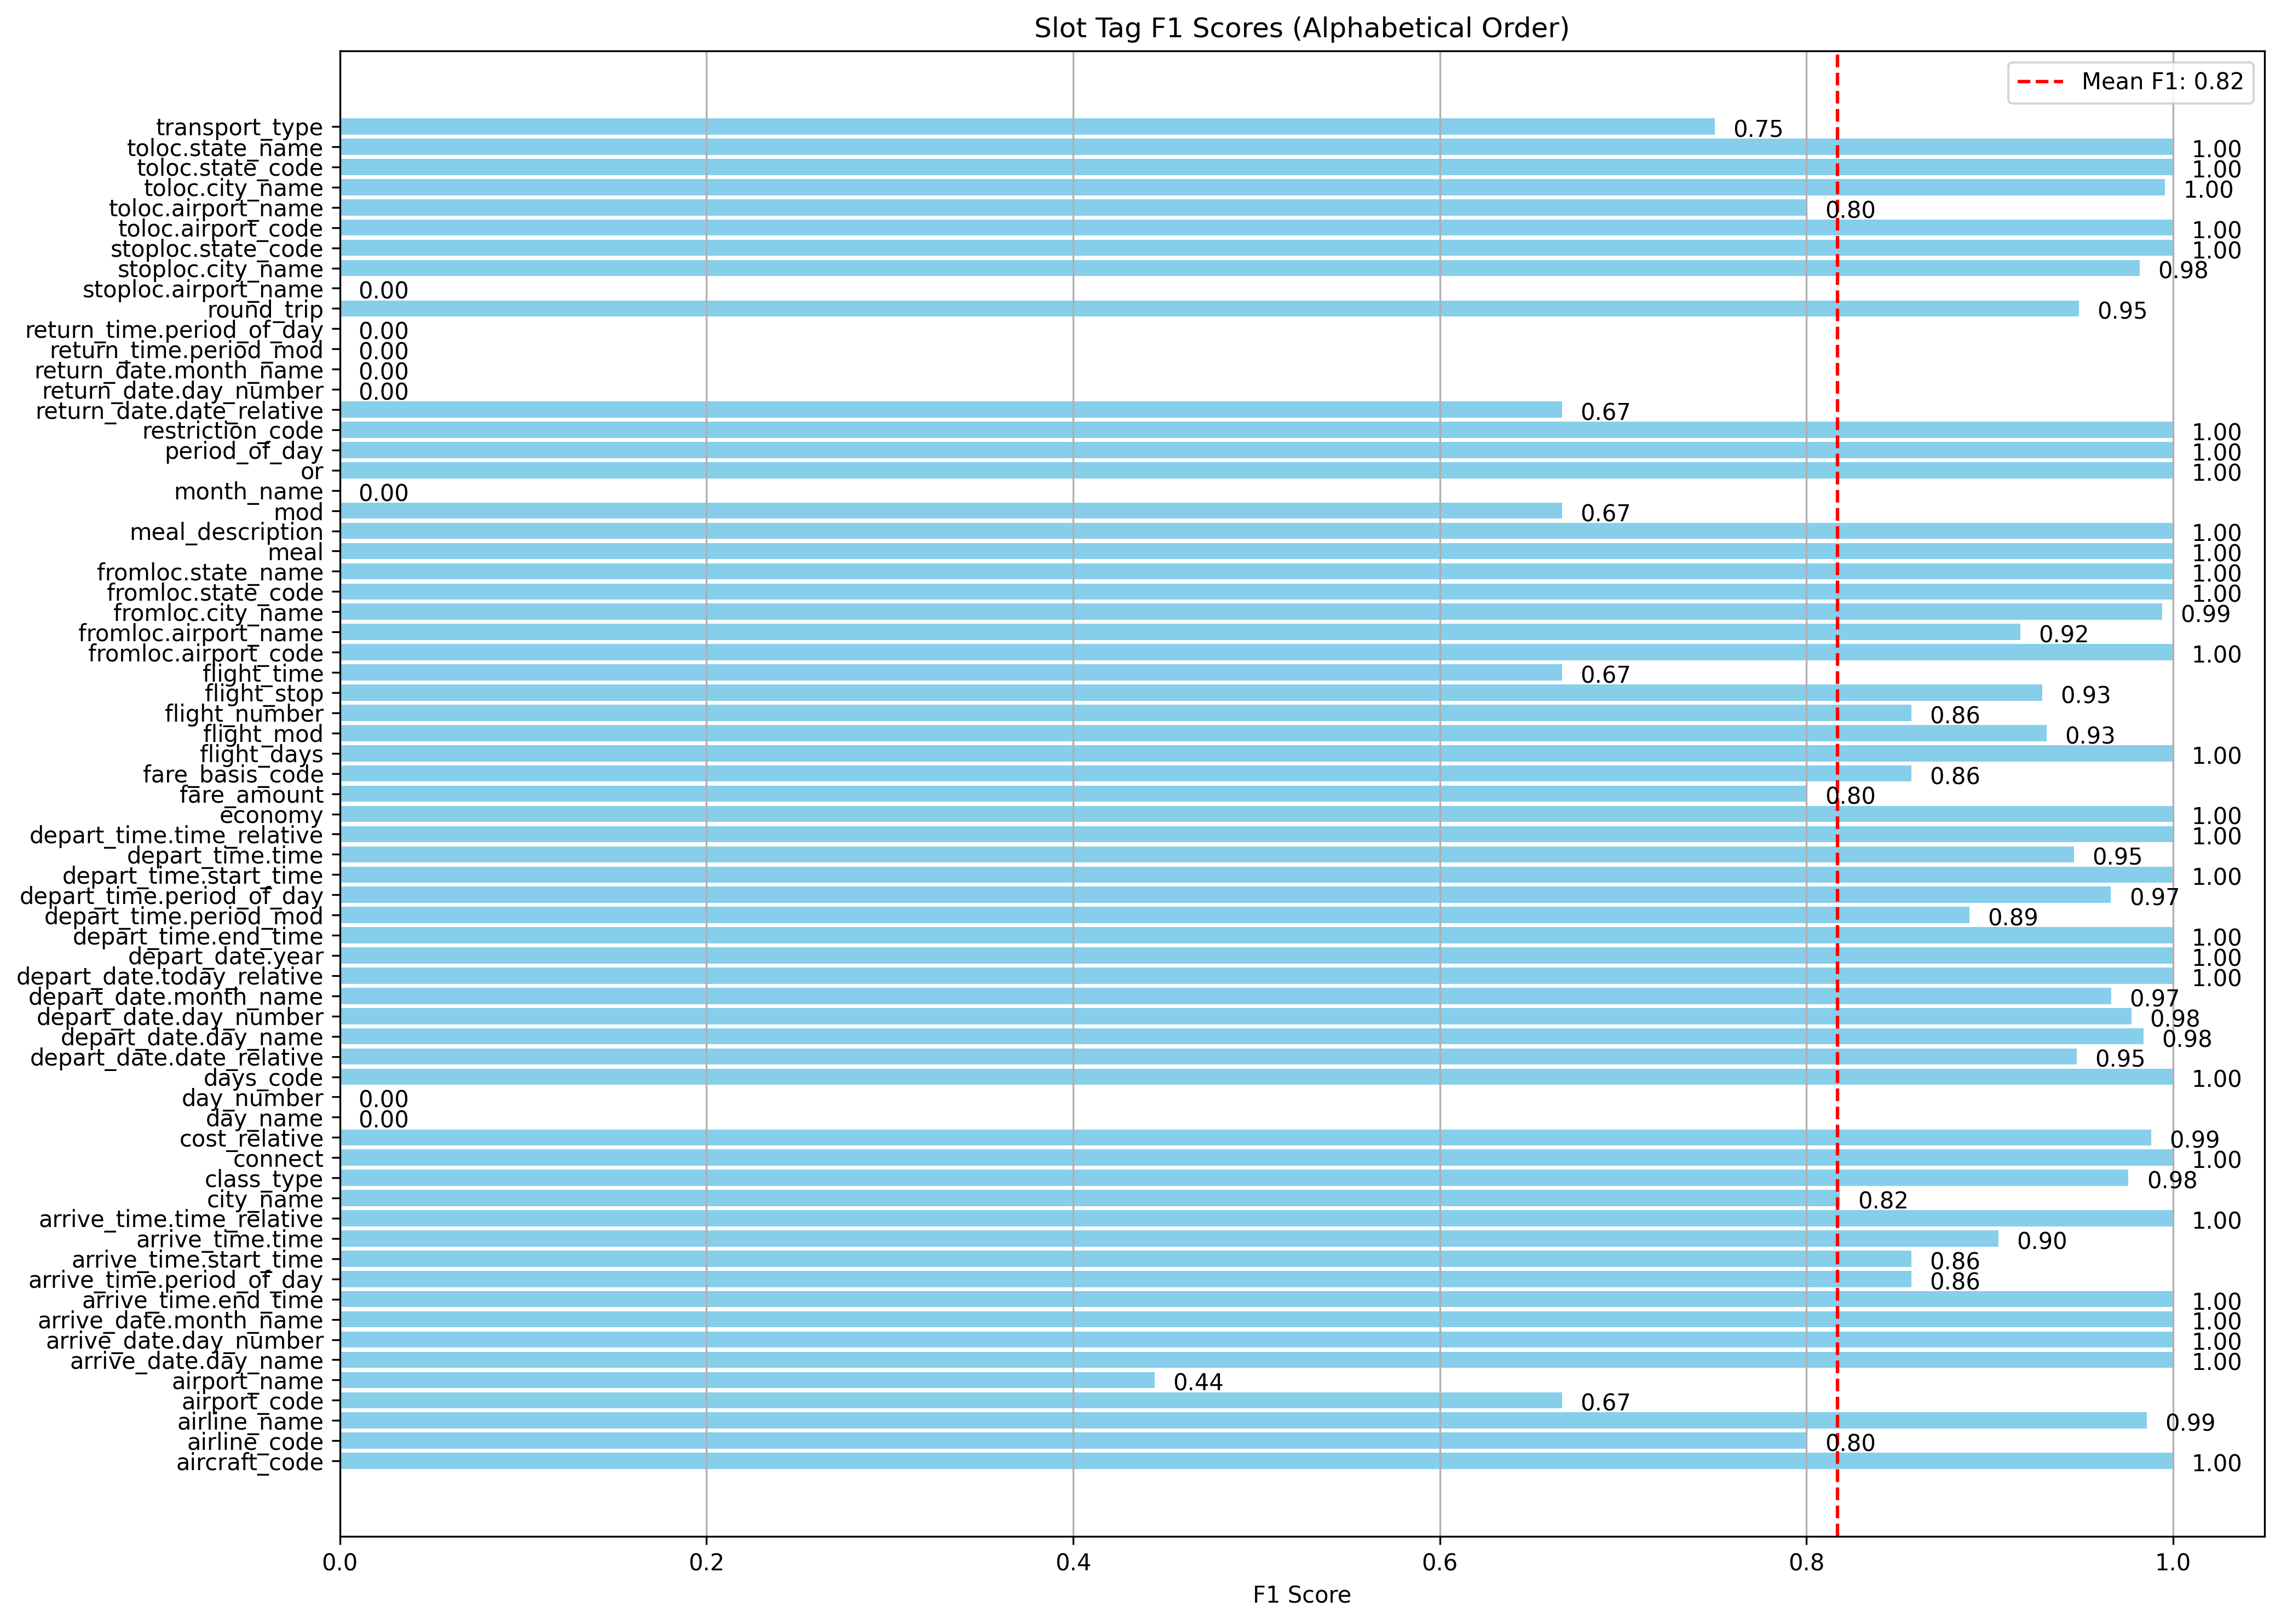 Slot Tag F1 Scores (Alphabetical Order)
Mean F1: 0.82
transport_type 0.75
toloc.state_name 1.00
toloc.state_code 1.00
toloc.city_name 1.00
toloc.airport_name 0.80
toloc.airport_code 1.00
stoploc.state_code 1.00
stoploc.city_name 0.98
stoploc.airport_name 0.00
round_trip 0.95
return_time.period_of_day 0.00
return_time.period_mod 0.00
return_date.month_name 0.00
return_date.day_number 0.00
return_date.date_relative 0.67
restriction_code 1.00
period_of_day 1.00
or 1.00
month_name 0.00
mod 0.67
meal_description 1.00
meal 1.00
fromloc.state_name 1.00
fromloc.state_code 1.00
fromloc.city_name 0.99
fromloc.airport_name 0.92
fromloc.airport_code 1.00
flight_time 0.67
flight_stop 0.93
flight_number 0.86
flight_mod 0.93
flight_days 1.00
fare_basis_code 0.86
fare_amount 0.80
economy 1.00
depart_time.time_relative 1.00
depart_time.time 0.95
depart_time.start_time 1.00
depart_time.period_of_day 0.97
depart_time.period_mod 0.89
depart_time.end_time 1.00
depart_date.year 1.00
depart_date.today_relative 1.00
depart_date.month_name 0.97
depart_date.day_number 0.98
depart_date.day_name 0.98
depart_date.date_relative 0.95
days_code 1.00
day_number 0.00
day_name 0.00
cost_relative 0.99
connect 1.00
class_type 0.98
city_name 0.82
arrive_time.time_relative 1.00
arrive_time.time 0.90
arrive_time.start_time 0.86
arrive_time.period_of_day 0.86
arrive_time.end_time 1.00
arrive_date.month_name 1.00
arrive_date.day_number 1.00
arrive_date.day_name 1.00
airport_name 0.44
airport_code 0.67
airline_name 0.99
airline_code 0.80
aircraft_code 1.00
0.0 0.2 0.4 0.6 0.8 1.0
F1 Score